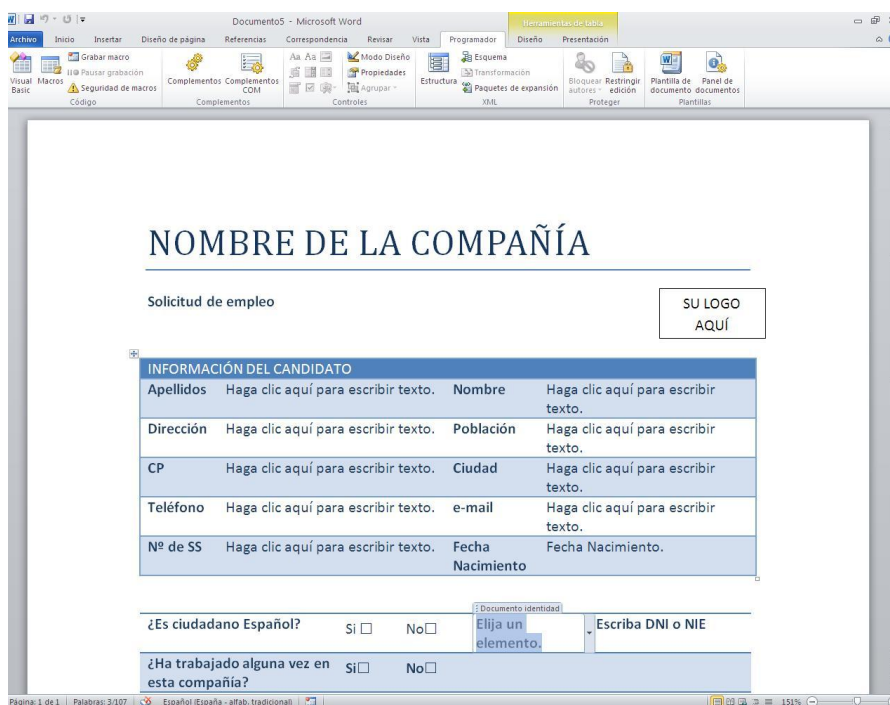 Documento5 - Microsoft Word
Herramientas de tabla
Archivo Inicio Insertar Diseño de página Referencias Correspondencia Revisar Vista Programador Diseño Presentación
Visual Basic
Macros
Grabar macro
Pausar grabación
Seguridad de macros
Código
Complementos
Complementos COM
Complementos
Aa Aa
Modo Diseño
Propiedades
Agrupar
Controles
Estructura
Esquema
Transformación
Paquetes de expansión
XML
Bloquear autores
Restringir edición
Proteger
Plantilla de documento
Panel de documentos
Plantillas
NOMBRE DE LA COMPAÑÍA
Solicitud de empleo
SU LOGO
AQUÍ
INFORMACIÓN DEL CANDIDATO
Apellidos Haga clic aquí para escribir texto. Nombre Haga clic aquí para escribir
texto.
Dirección Haga clic aquí para escribir texto. Población Haga clic aquí para escribir
texto.
CP Haga clic aquí para escribir texto. Ciudad Haga clic aquí para escribir
texto.
Teléfono Haga clic aquí para escribir texto. e-mail Haga clic aquí para escribir
texto.
Nº de SS Haga clic aquí para escribir texto. Fecha Fecha Nacimiento.
Nacimiento
Documento identidad
¿Es ciudadano Español? Si No Elija un Escriba DNI o NIE
elemento.
¿Ha trabajado alguna vez en Si No
esta compañía?
Página: 1 de 1 Palabras: 3/107 Español (España - alfab. tradicional) 151%